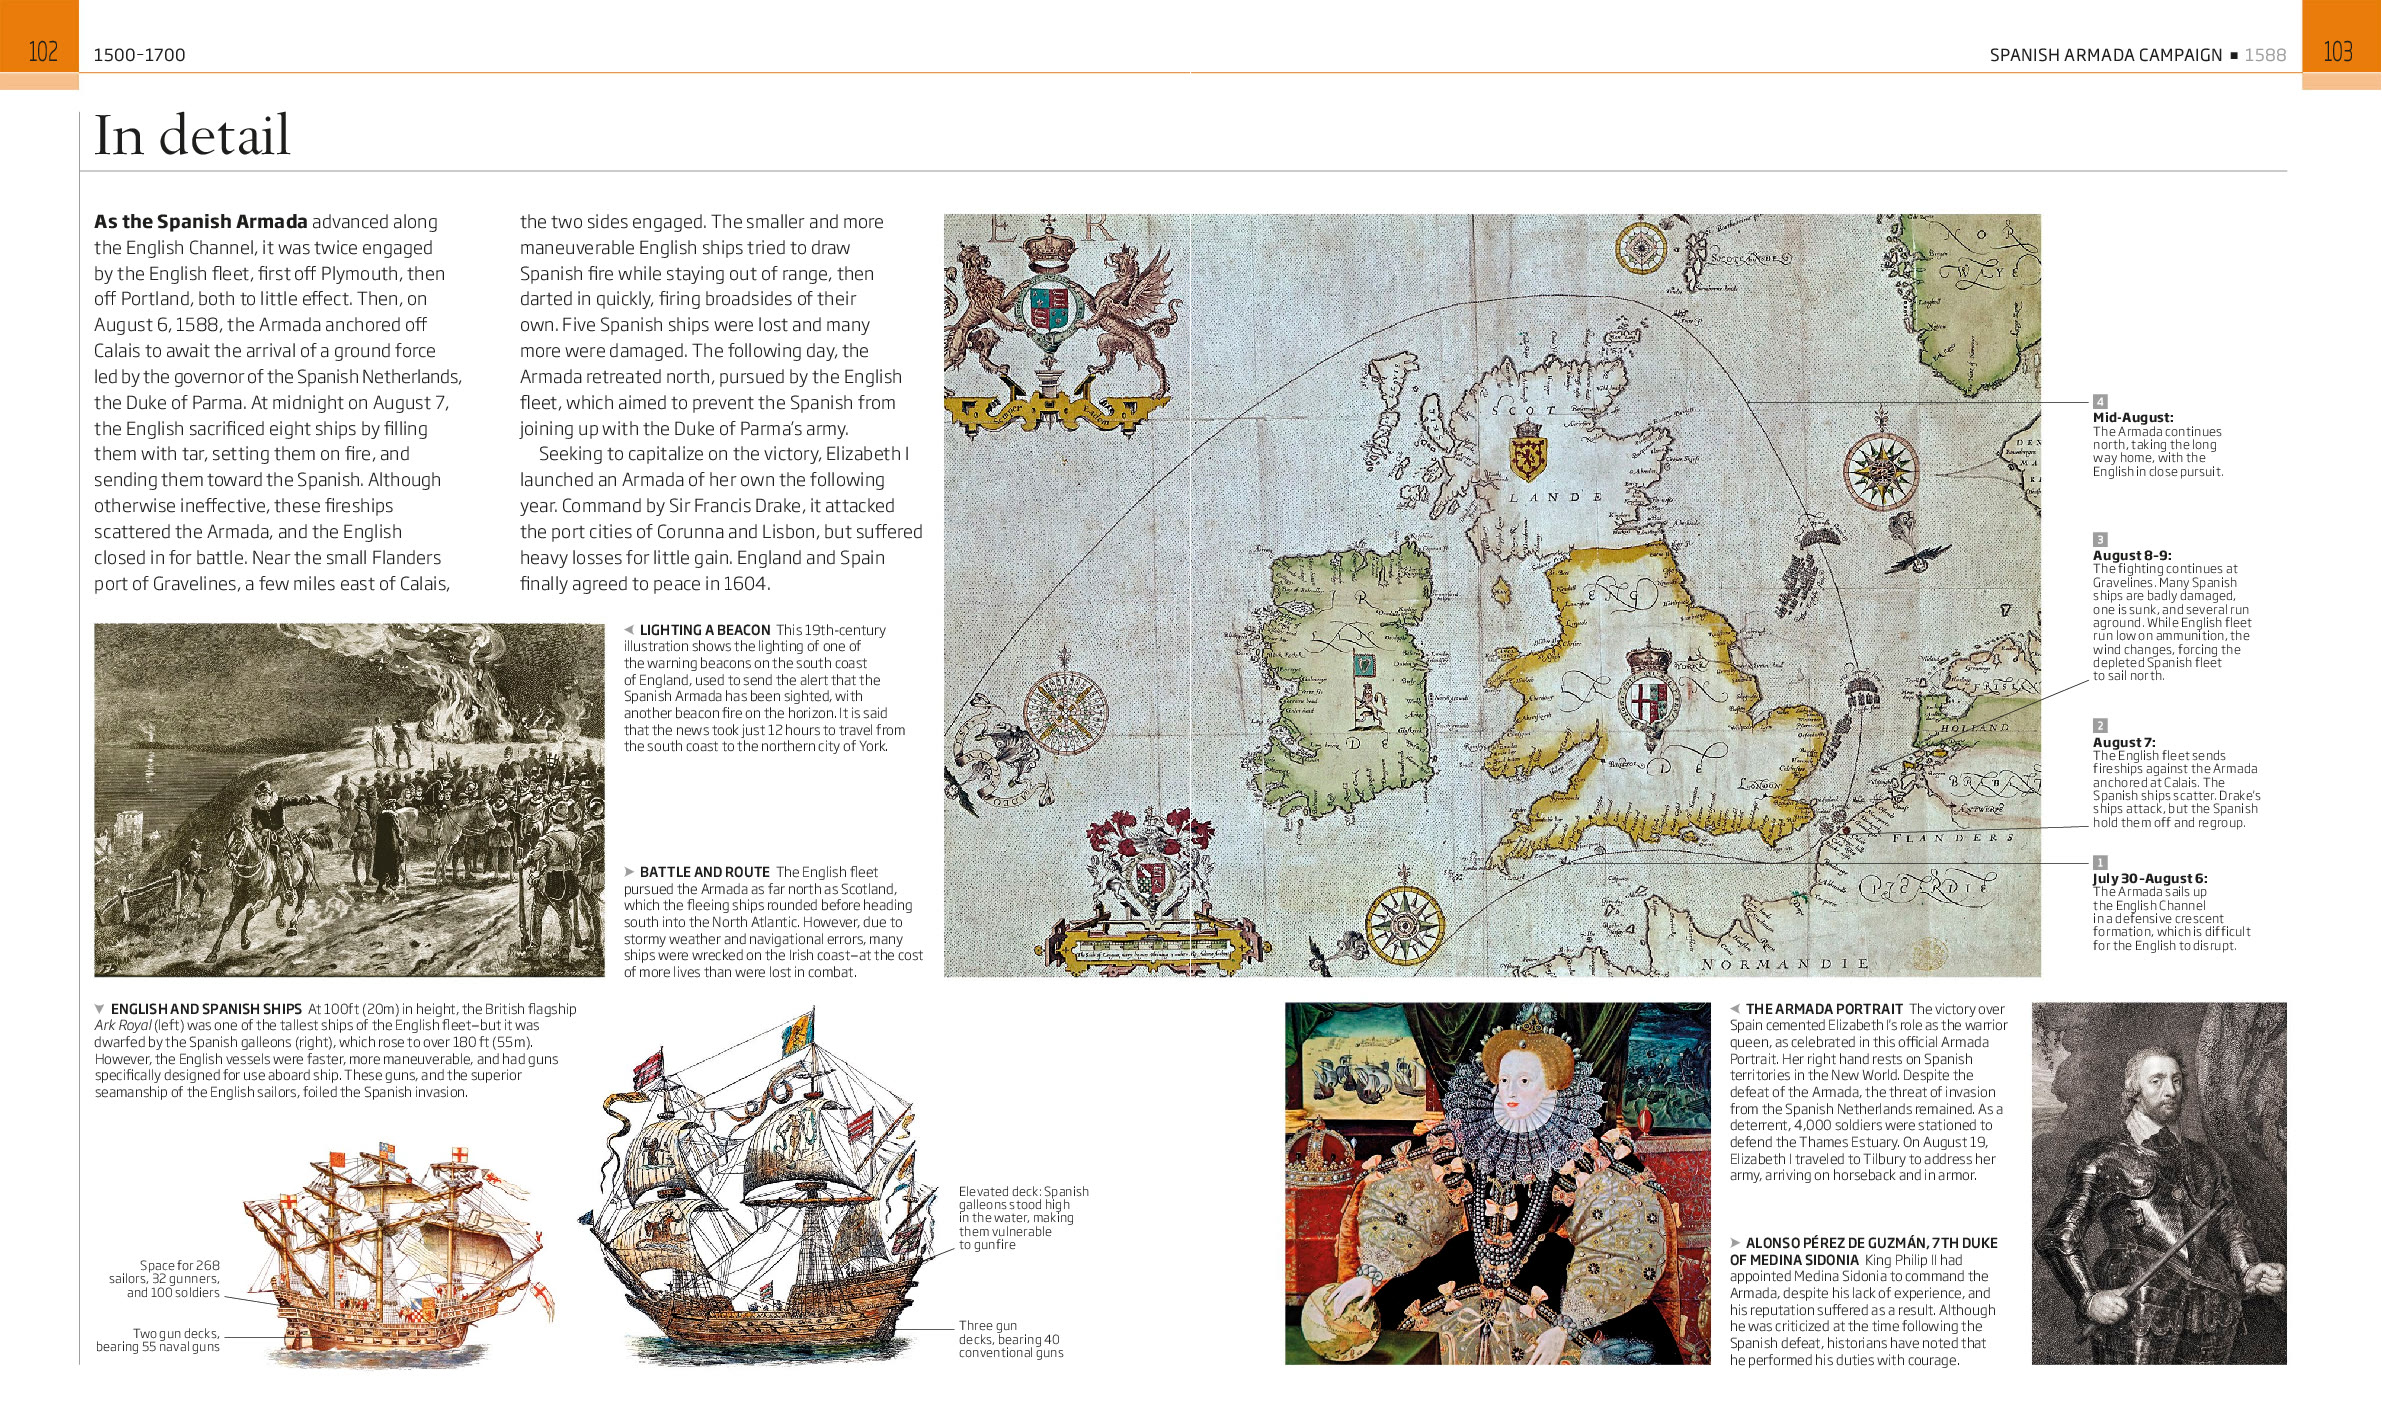 102
1500–1700
SPANISH ARMADA CAMPAIGN ■ 1588
103
In detail
As the Spanish Armada advanced along
the English Channel, it was twice engaged
by the English fleet, first off Plymouth, then
off Portland, both to little effect. Then, on
August 6, 1588, the Armada anchored off
Calais to await the arrival of a ground force
led by the governor of the Spanish Netherlands,
the Duke of Parma. At midnight on August 7,
the English sacrificed eight ships by filling
them with tar, setting them on fire, and
sending them toward the Spanish. Although
otherwise ineffective, these fireships
scattered the Armada, and the English
closed in for battle. Near the small Flanders
port of Gravelines, a few miles east of Calais,
the two sides engaged. The smaller and more
maneuverable English ships tried to draw
Spanish fire while staying out of range, then
darted in quickly, firing broadsides of their
own. Five Spanish ships were lost and many
more were damaged. The following day, the
Armada retreated north, pursued by the English
fleet, which aimed to prevent the Spanish from
joining up with the Duke of Parma's army.
Seeking to capitalize on the victory, Elizabeth I
launched an Armada of her own the following
year. Command by Sir Francis Drake, it attacked
the port cities of Corunna and Lisbon, but suffered
heavy losses for little gain. England and Spain
finally agreed to peace in 1604.
LIGHTING A BEACON This 19th-century
illustration shows the lighting of one of
the warning beacons on the south coast
of England, used to send the alert that the
Spanish Armada has been sighted, with
another beacon fire on the horizon. It is said
that the news took just 12 hours to travel from
the south coast to the northern city of York.
BATTLE AND ROUTE The English fleet
pursued the Armada as far north as Scotland,
which the fleeing ships rounded before heading
south into the North Atlantic. However, due to
stormy weather and navigational errors, many
ships were wrecked on the Irish coast—at the cost
of more lives than were lost in combat.
E R
NOR
WAYE
SCOT
LANDE
IR
LAN
DE
ENG
LA
DE
LONDON
HOLLAND
FLANDERS
NORMANDIE
4
Mid-August:
The Armada continues
north, taking the long
way home, with the
English in close pursuit.
3
August 8–9:
The fighting continues at
Gravelines. Many Spanish
ships are badly damaged,
one is sunk, and several run
aground. While English fleet
run low on ammunition, the
wind changes, forcing the
depleted Spanish fleet
to sail north.
2
August 7:
The English fleet sends
fireships against the Armada
anchored at Calais. The
Spanish ships scatter. Drake's
ships attack, but the Spanish
hold them off and regroup.
1
July 30–August 6:
The Armada sails up
the English Channel
in a defensive crescent
formation, which is difficult
for the English to disrupt.
ENGLISH AND SPANISH SHIPS At 100ft (20m) in height, the British flagship
Ark Royal (left) was one of the tallest ships of the English fleet—but it was
dwarfed by the Spanish galleons (right), which rose to over 180 ft (55m).
However, the English vessels were faster, more maneuverable, and had guns
specifically designed for use aboard ship. These guns, and the superior
seamanship of the English sailors, foiled the Spanish invasion.
Space for 268
sailors, 32 gunners,
and 100 soldiers
Two gun decks,
bearing 55 naval guns
Elevated deck: Spanish
galleons stood high
in the water, making
them vulnerable
to gunfire
Three gun
decks, bearing 40
conventional guns
THE ARMADA PORTRAIT The victory over
Spain cemented Elizabeth I's role as the warrior
queen, as celebrated in this official Armada
Portrait. Her right hand rests on Spanish
territories in the New World. Despite the
defeat of the Armada, the threat of invasion
from the Spanish Netherlands remained. As a
deterrent, 4,000 soldiers were stationed to
defend the Thames Estuary. On August 19,
Elizabeth I traveled to Tilbury to address her
army, arriving on horseback and in armor.
ALONSO PÉREZ DE GUZMÁN, 7TH DUKE
OF MEDINA SIDONIA King Philip II had
appointed Medina Sidonia to command the
Armada, despite his lack of experience, and
his reputation suffered as a result. Although
he was criticized at the time following the
Spanish defeat, historians have noted that
he performed his duties with courage.